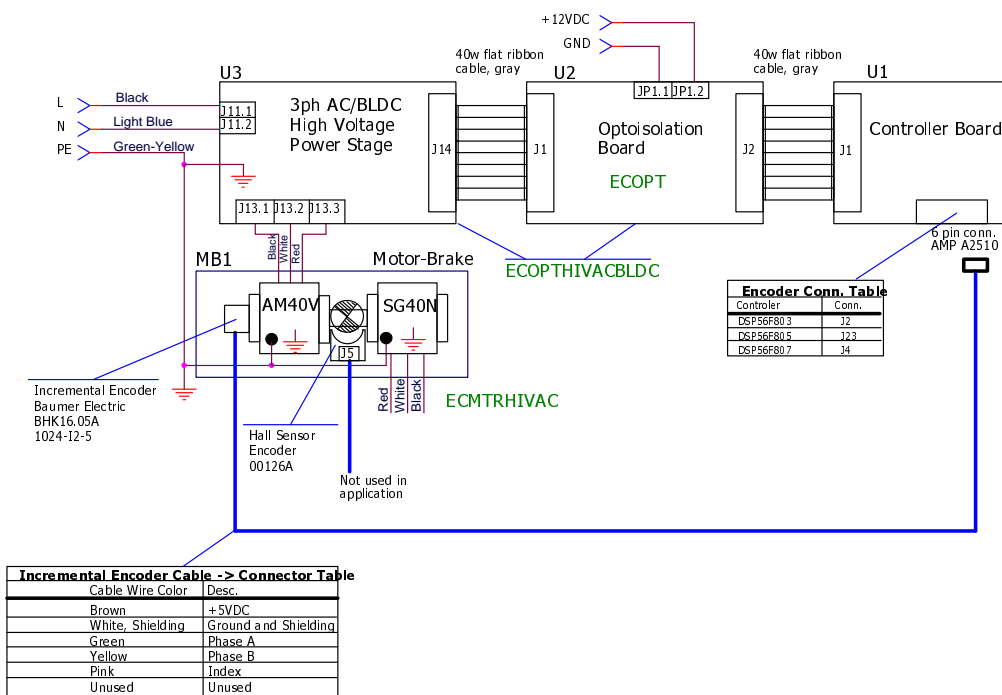 +12VDC
GND
40w flat ribbon
cable, gray
40w flat ribbon
cable, gray
U3
U2
U1
L
Black
N
Light Blue
PE
Green-Yellow
J11.1
J11.2
3ph AC/BLDC
High Voltage
Power Stage
J14
J1
JP1.1
JP1.2
Optoisolation
Board
ECOPT
J2
J1
Controller Board
J13.1
J13.2
J13.3
Black
White
Red
6 pin conn.
AMP A2510
MB1
Motor-Brake
ECOPTHIVACBLDC
AM40V
SG40N
J5
Encoder Conn. Table
Controler
Conn.
DSP56F803
J2
DSP56F805
J23
DSP56F807
J4
Red
White
Black
ECMTRHIVAC
Incremental Encoder
Baumer Electric
BHK16.05A
1024-I2-5
Hall Sensor
Encoder
00126A
Not used in
application
Incremental Encoder Cable -> Connector Table
Cable Wire Color
Desc.
Brown
+5VDC
White, Shielding
Ground and Shielding
Green
Phase A
Yellow
Phase B
Pink
Index
Unused
Unused